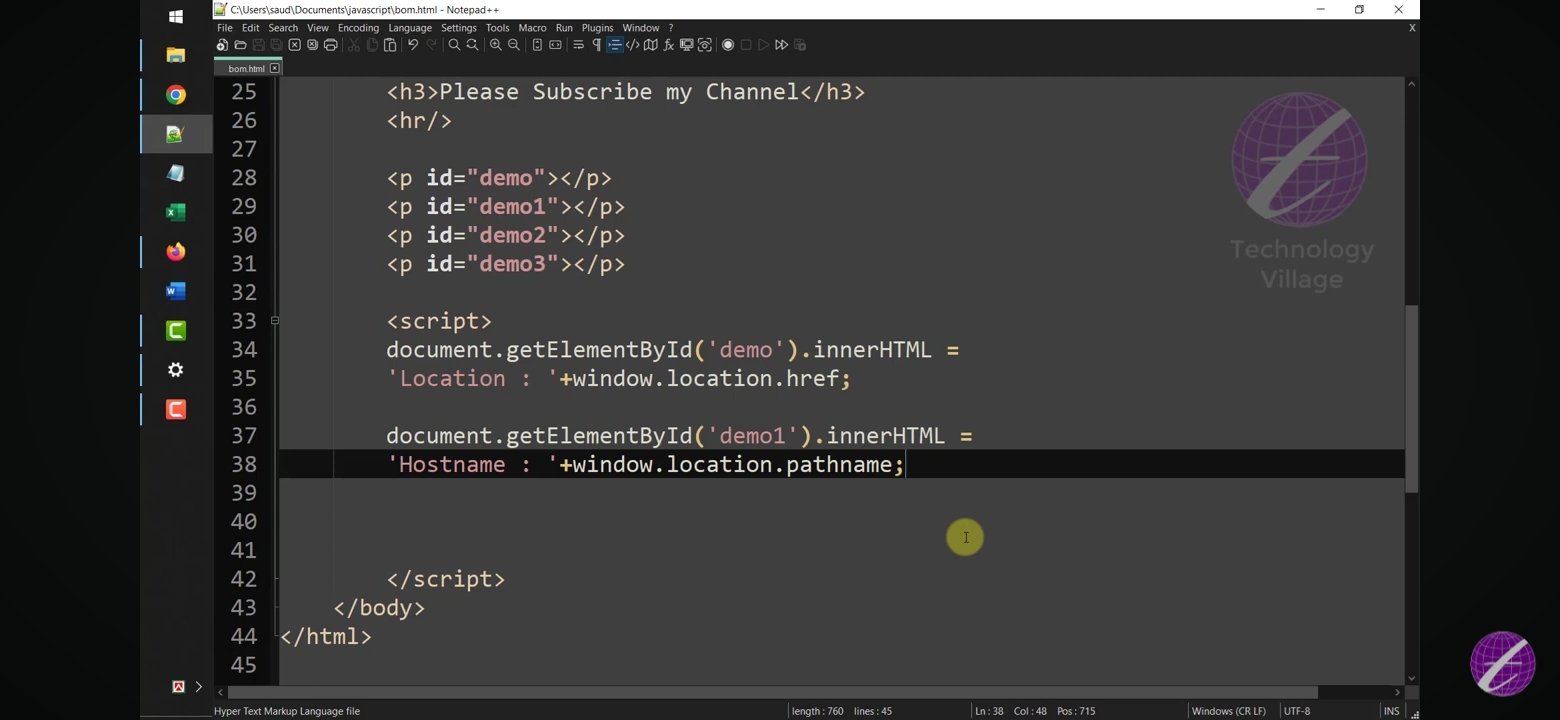 C:\Users\saud\Documents\javascript\bom.html - Notepad++
File Edit Search View Encoding Language Settings Tools Macro Run Plugins Window ? X
bom.html
25 <h3>Please Subscribe my Channel</h3>
26 <hr/>
27
28 <p id="demo"></p>
29 <p id="demo1"></p>
30 <p id="demo2"></p>
31 <p id="demo3"></p>
32
33 <script>
34 document.getElementById('demo').innerHTML =
35 'Location : '+window.location.href;
36
37 document.getElementById('demo1').innerHTML =
38 'Hostname : '+window.location.pathname;
39
40
41
42 </script>
43 </body>
44 </html>
45
Technology
Village
Hyper Text Markup Language file length : 760 lines : 45 Ln : 38 Col : 48 Pos : 715 Windows (CR LF) UTF-8 INS